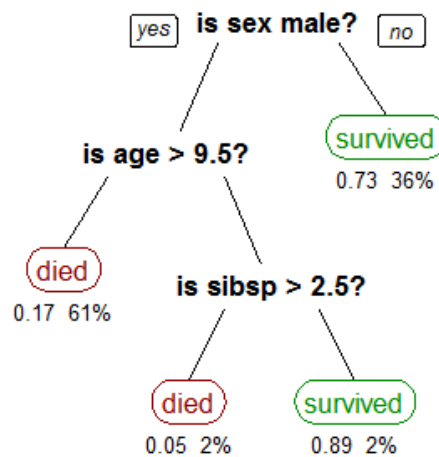 yes is sex male? no
is age > 9.5?
survived
0.73 36%
died
0.17 61%
is sibsp > 2.5?
died survived
0.05 2% 0.89 2%